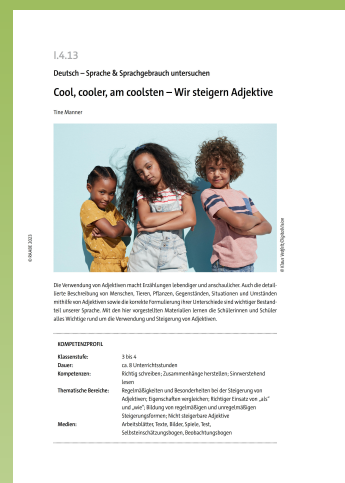 I.4.13
Deutsch – Sprache & Sprachgebrauch untersuchen
Cool, cooler, am coolsten – Wir steigern Adjektive
Tine Manner
© RAABE 2023
© Klaus Vedfelt/DigitalVision
Die Verwendung von Adjektiven macht Erzählungen lebendiger und anschaulicher. Auch die detail-
lierte Beschreibung von Menschen, Tieren, Pflanzen, Gegenständen, Situationen und Umständen
mithilfe von Adjektiven sowie die korrekte Formulierung ihrer Unterschiede sind wichtiger Bestand-
teil unserer Sprache. Mit den hier vorgestellten Materialien lernen die Schülerinnen und Schüler
alles Wichtige rund um die Verwendung und Steigerung von Adjektiven.
KOMPETENZPROFIL
Klassenstufe: 3 bis 4
Dauer: ca. 8 Unterrichtsstunden
Kompetenzen: Richtig schreiben; Zusammenhänge herstellen; Sinnverstehend
lesen
Thematische Bereiche: Regelmäßigkeiten und Besonderheiten bei der Steigerung von
Adjektiven; Eigenschaften vergleichen; Richtiger Einsatz von „als“
und „wie“; Bildung von regelmäßigen und unregelmäßigen
Steigerungsformen; Nicht steigerbare Adjektive
Medien: Arbeitsblätter, Texte, Bilder, Spiele, Test,
Selbsteinschätzungsbogen, Beobachtungsbogen